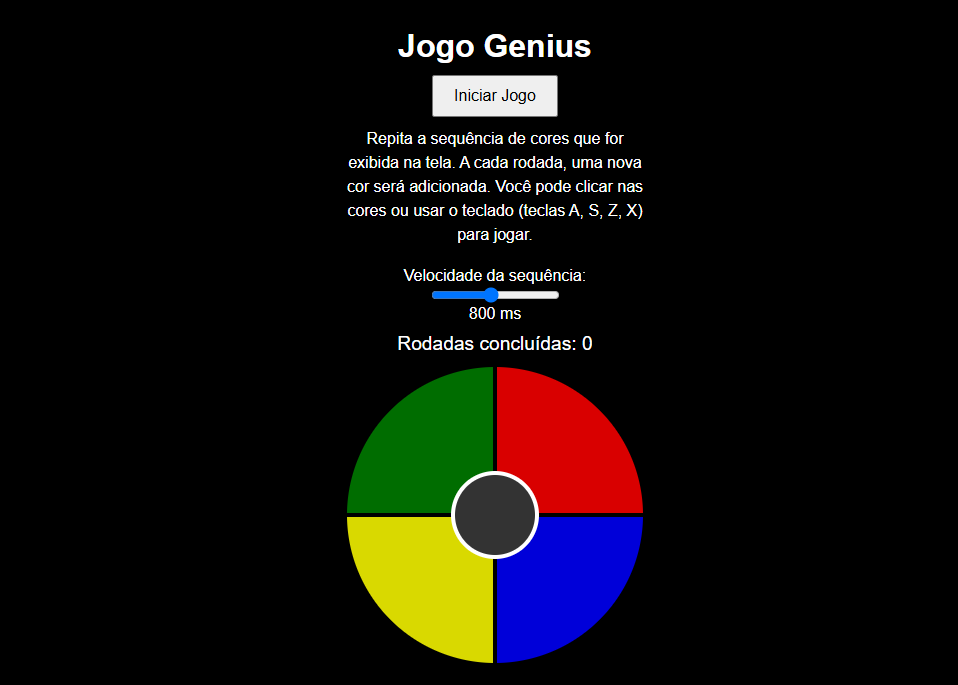 Jogo Genius
Iniciar Jogo
Repita a sequência de cores que for
exibida na tela. A cada rodada, uma nova
cor será adicionada. Você pode clicar nas
cores ou usar o teclado (teclas A, S, Z, X)
para jogar.
Velocidade da sequência:
800 ms
Rodadas concluídas: 0